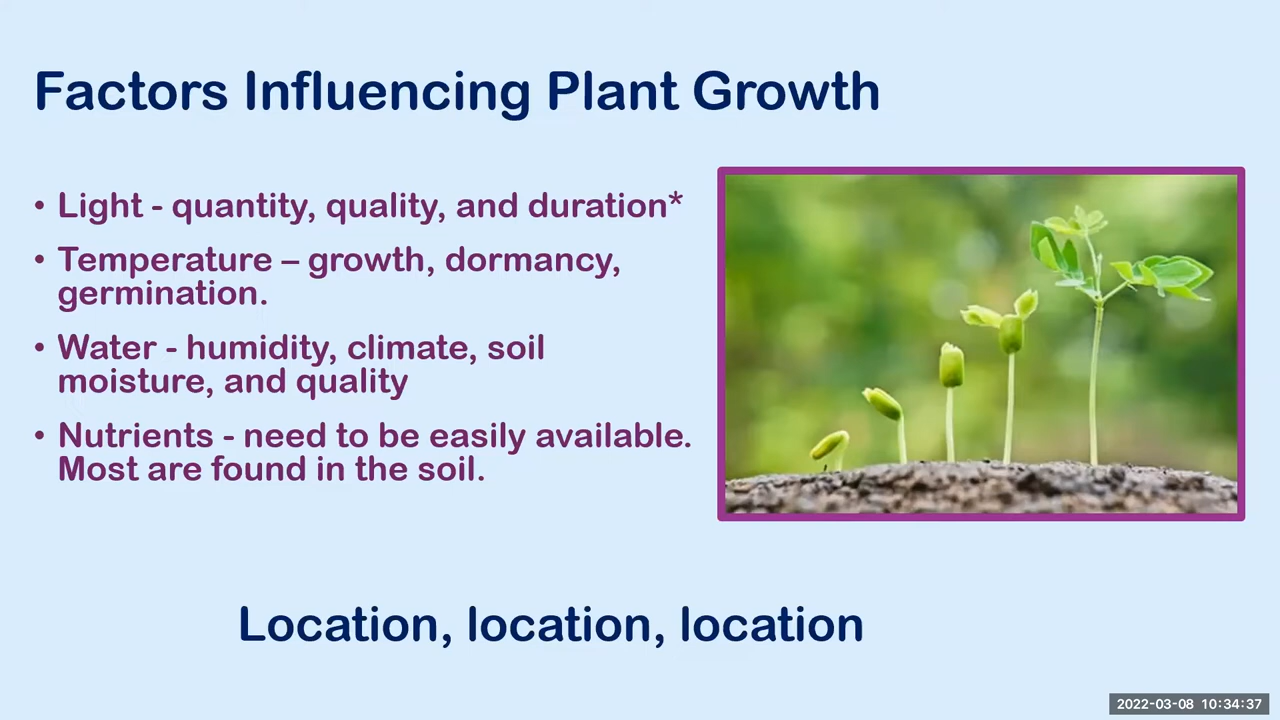 Factors Influencing Plant Growth
• Light - quantity, quality, and duration*
• Temperature – growth, dormancy,
germination.
• Water - humidity, climate, soil
moisture, and quality
• Nutrients - need to be easily available.
Most are found in the soil.
Location, location, location
2022-03-08 10:34:37